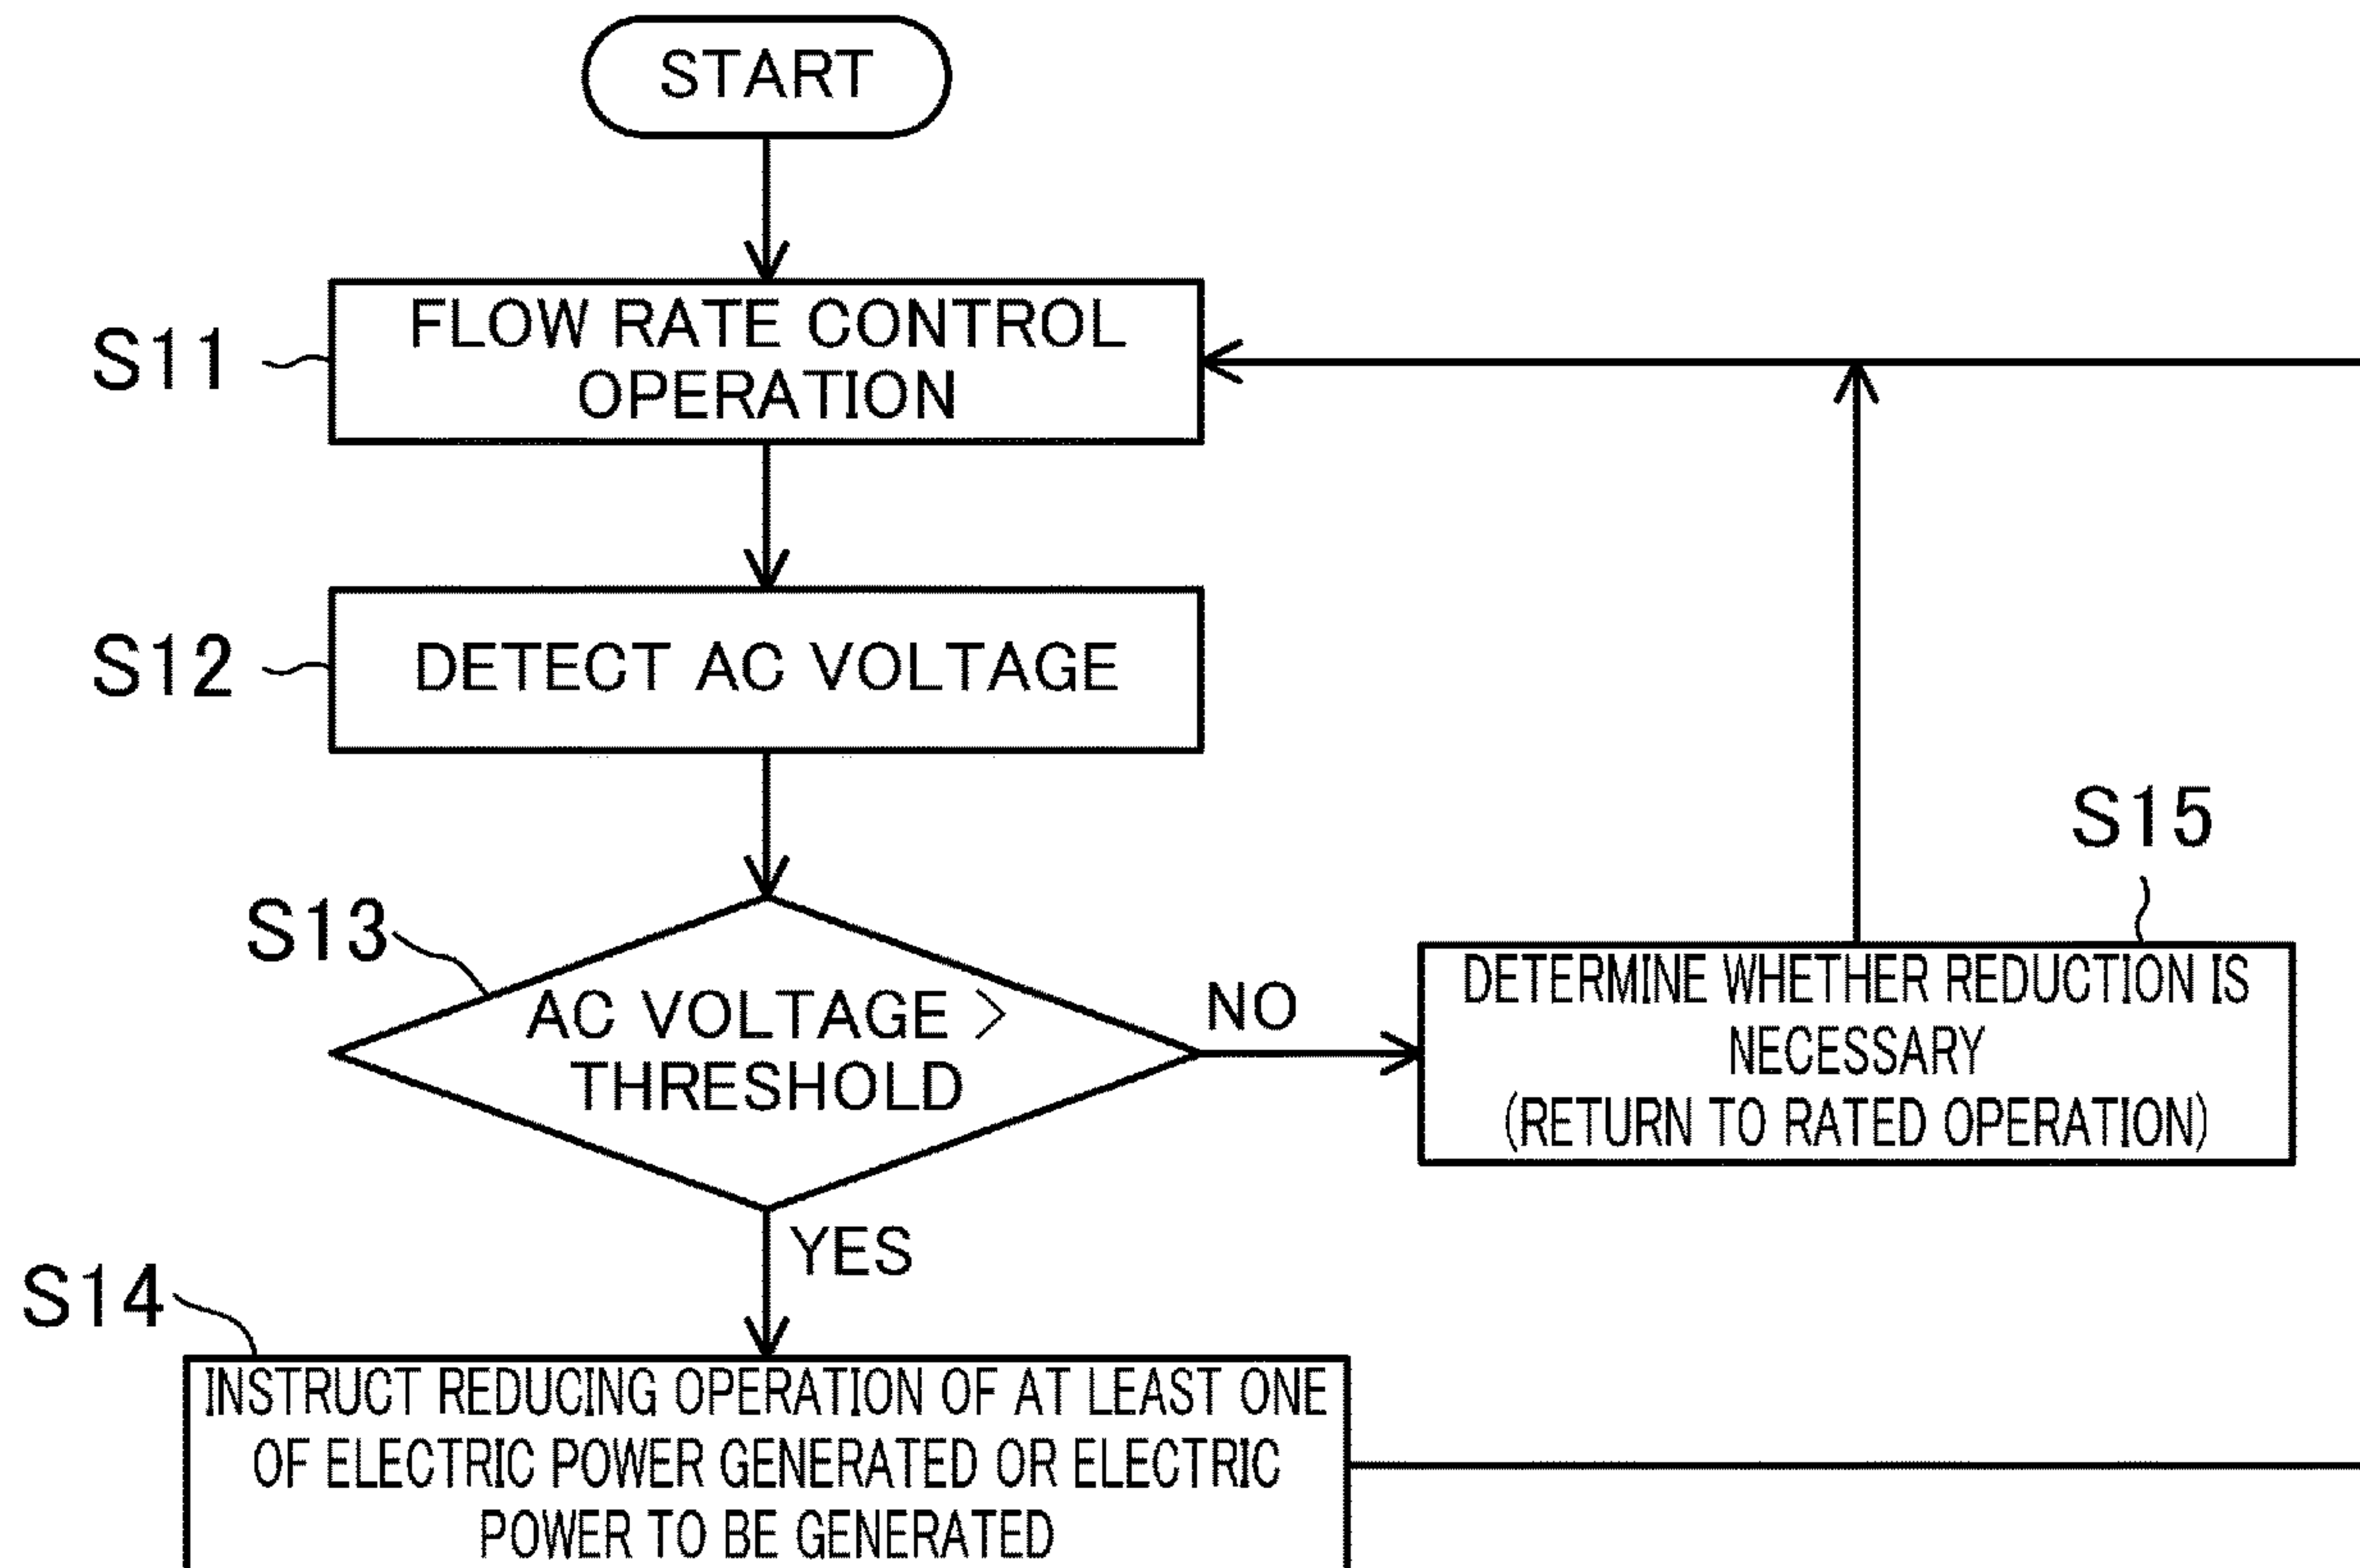 START
S11
FLOW RATE CONTROL
OPERATION
S12
DETECT AC VOLTAGE
S13
AC VOLTAGE >
THRESHOLD
NO
YES
S15
DETERMINE WHETHER REDUCTION IS
NECESSARY
(RETURN TO RATED OPERATION)
S14
INSTRUCT REDUCING OPERATION OF AT LEAST ONE
OF ELECTRIC POWER GENERATED OR ELECTRIC
POWER TO BE GENERATED